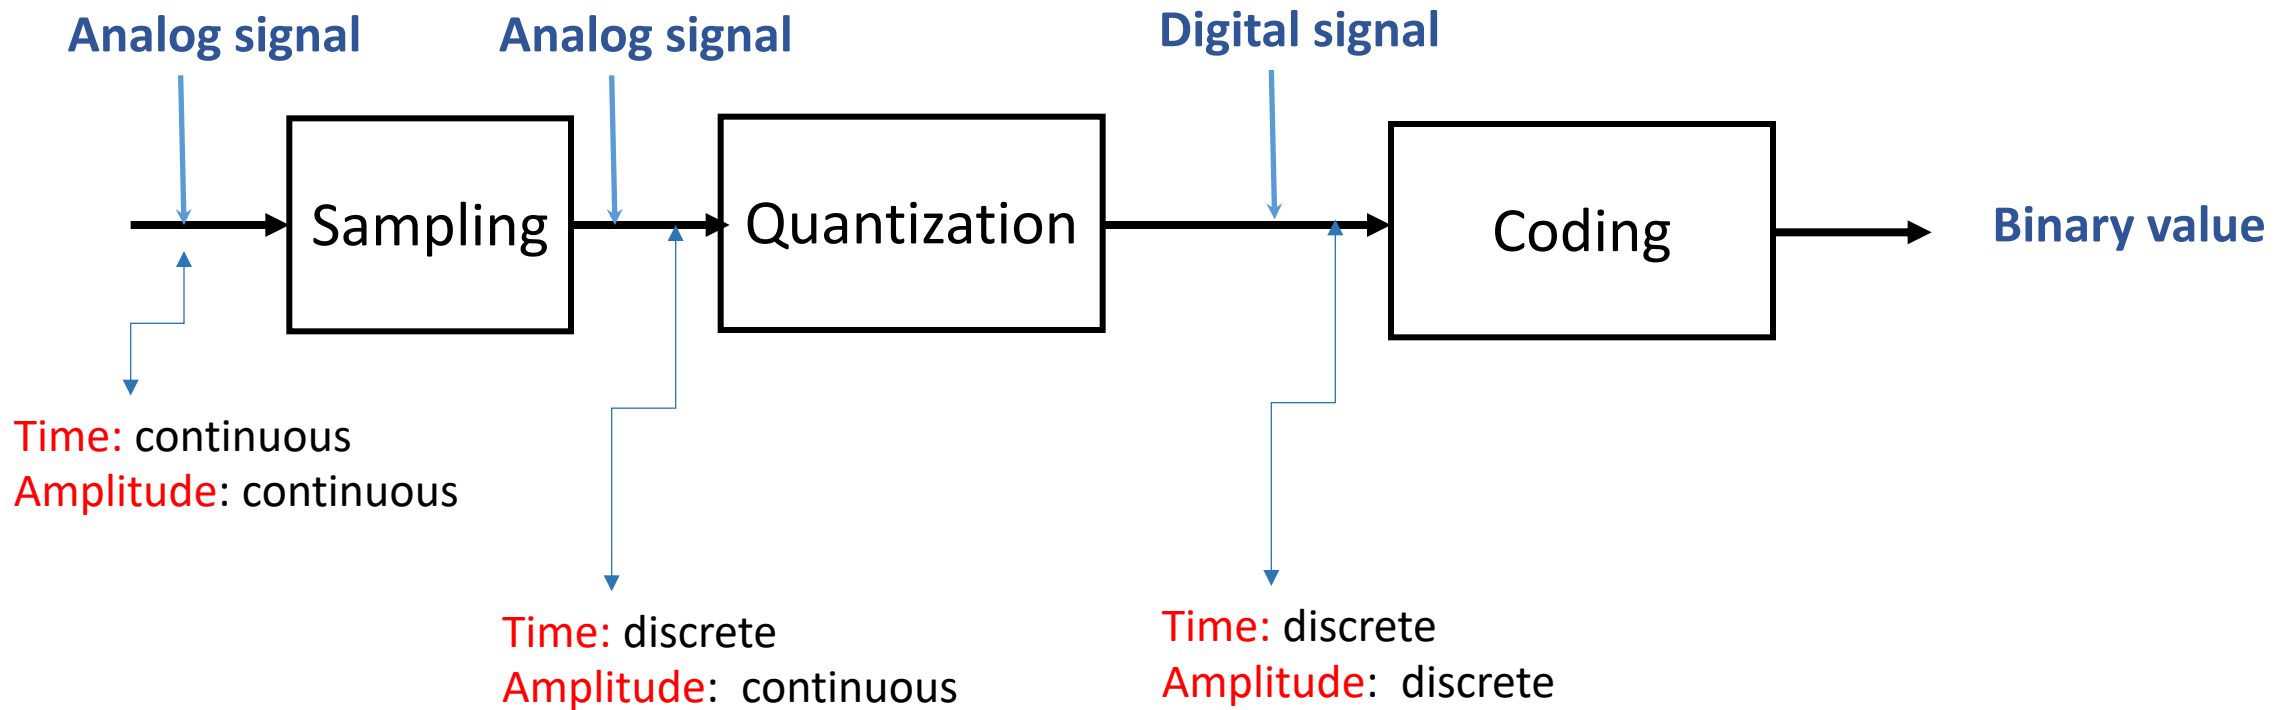 Analog signal
Analog signal
Digital signal
Sampling
Quantization
Coding
Binary value
Time: continuous
Amplitude: continuous
Time: discrete
Amplitude:  continuous
Time: discrete
Amplitude:  discrete